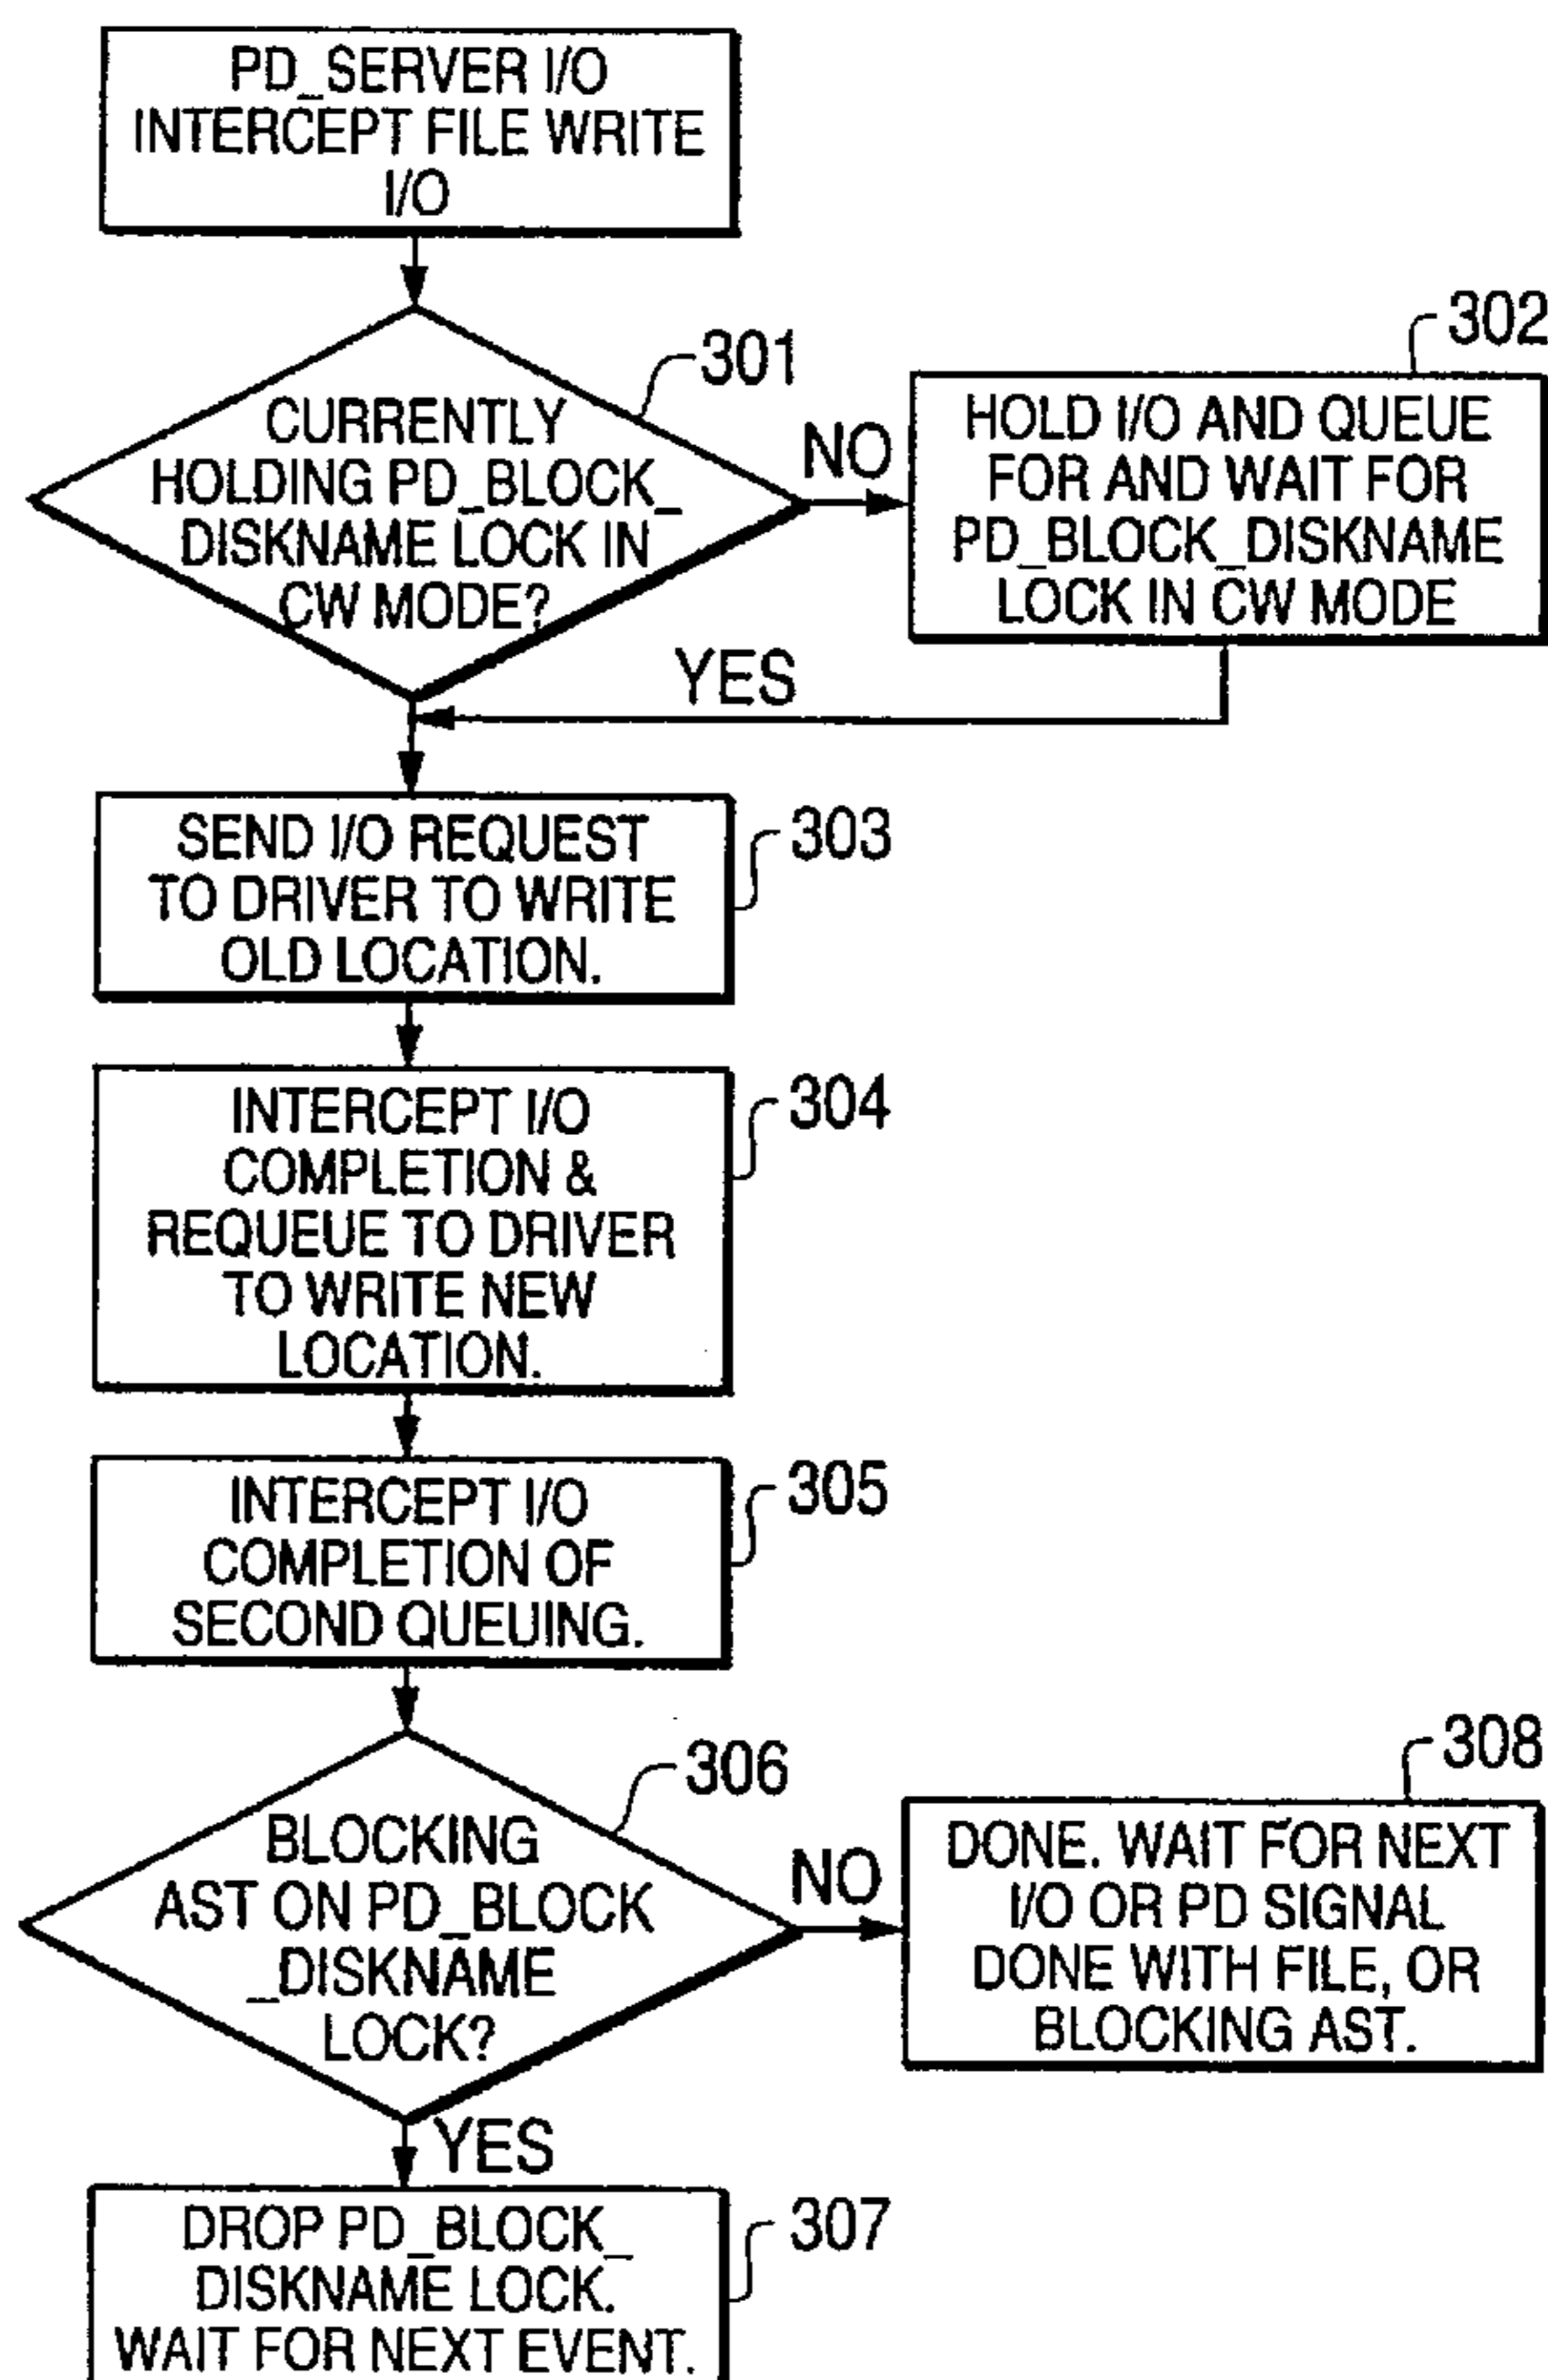 PD_SERVER I/O
INTERCEPT FILE WRITE
I/O
301
CURRENTLY
HOLDING PD_BLOCK_
DISKNAME LOCK IN
CW MODE?
NO
302
HOLD I/O AND QUEUE
FOR AND WAIT FOR
PD_BLOCK_DISKNAME
LOCK IN CW MODE
YES
303
SEND I/O REQUEST
TO DRIVER TO WRITE
OLD LOCATION.
304
INTERCEPT I/O
COMPLETION &
REQUEUE TO DRIVER
TO WRITE NEW
LOCATION.
305
INTERCEPT I/O
COMPLETION OF
SECOND QUEUING.
306
BLOCKING
AST ON PD_BLOCK
_DISKNAME
LOCK?
NO
308
DONE. WAIT FOR NEXT
I/O OR PD SIGNAL
DONE WITH FILE, OR
BLOCKING AST.
YES
307
DROP PD_BLOCK_
DISKNAME LOCK.
WAIT FOR NEXT EVENT.